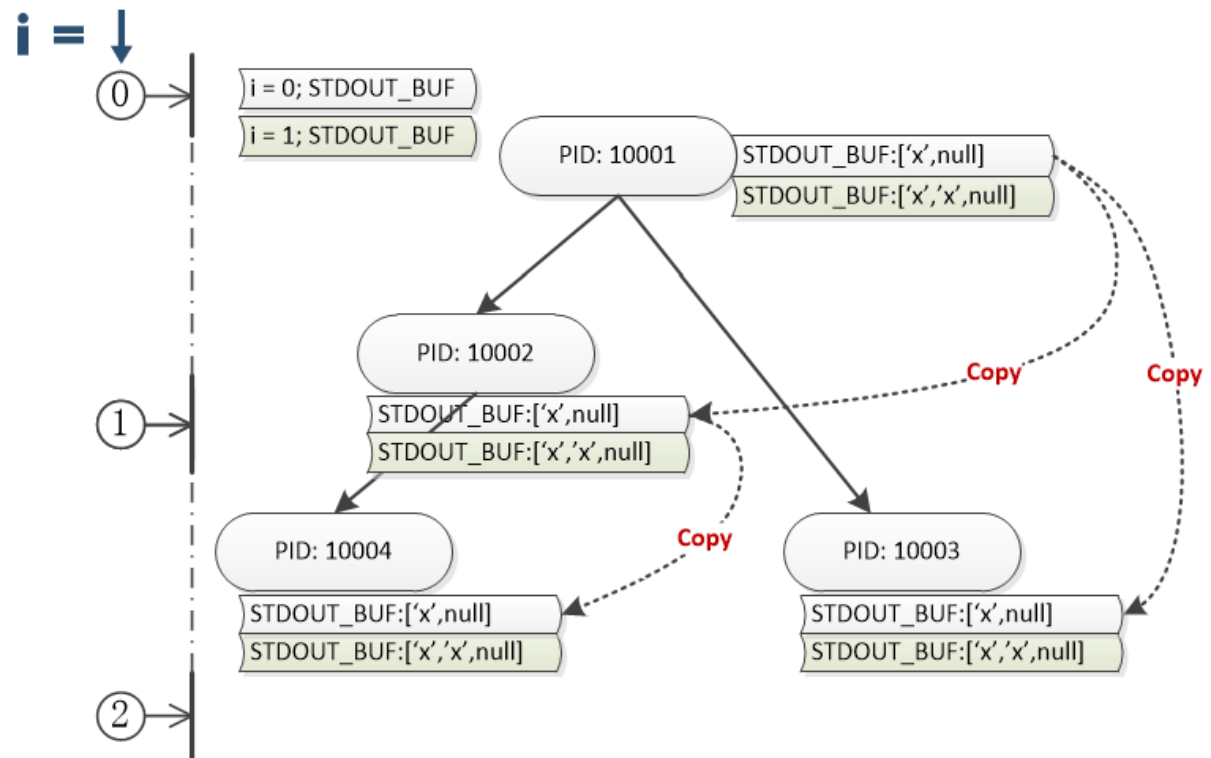 i = ↓
0
i = 0; STDOUT_BUF
i = 1; STDOUT_BUF
PID: 10001
STDOUT_BUF:[‘x’,null]
STDOUT_BUF:[‘x’,’x’,null]
PID: 10002
Copy
Copy
1
STDOUT_BUF:[‘x’,null]
STDOUT_BUF:[‘x’,’x’,null]
Copy
PID: 10004
PID: 10003
STDOUT_BUF:[‘x’,null]
STDOUT_BUF:[‘x’,’x’,null]
STDOUT_BUF:[‘x’,null]
STDOUT_BUF:[‘x’,’x’,null]
2